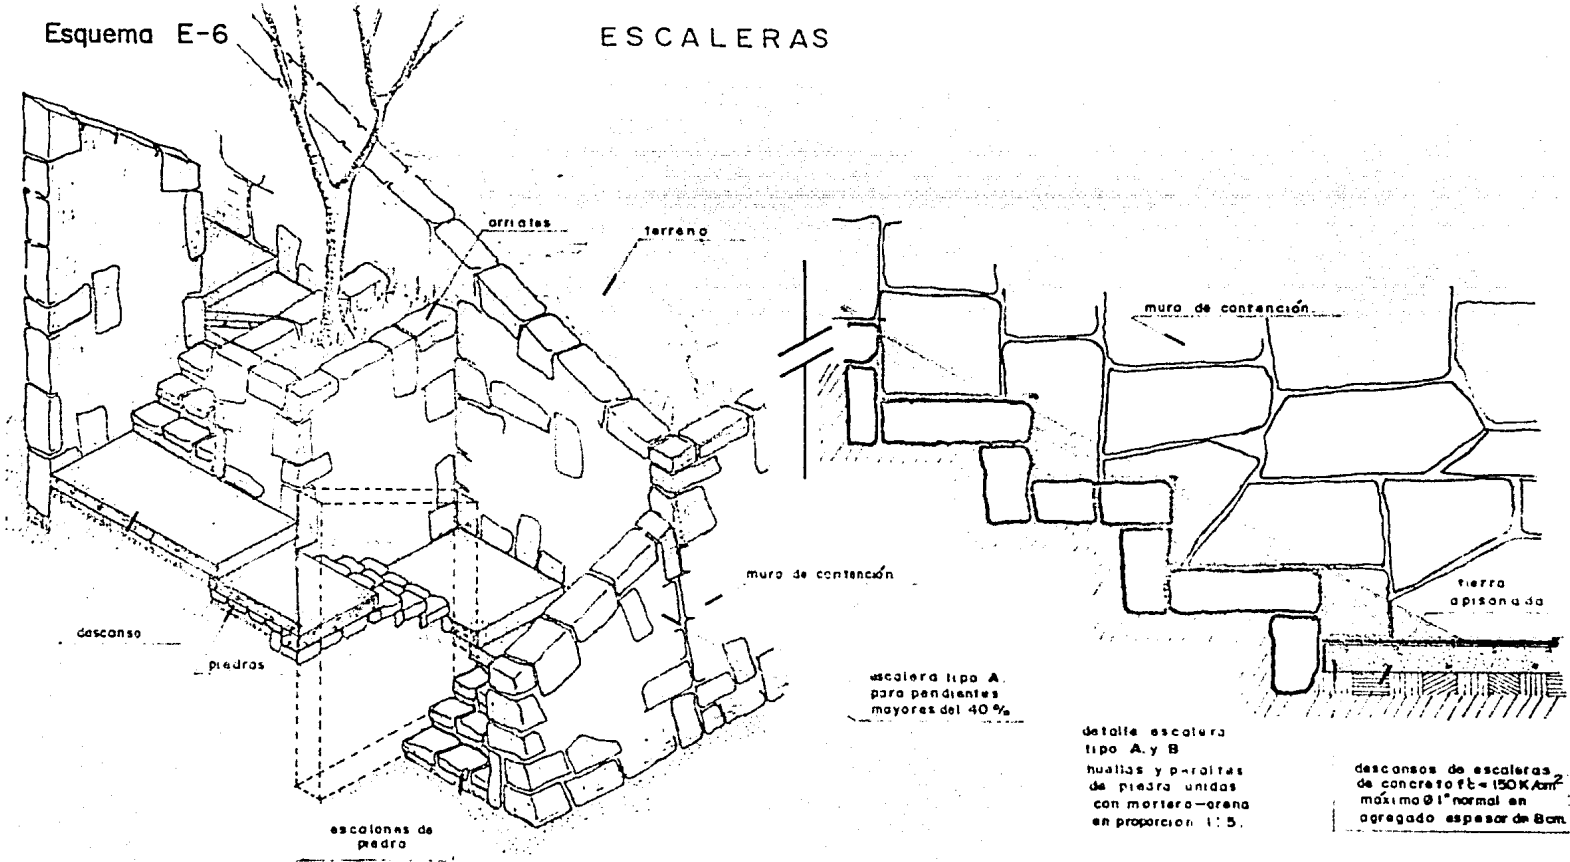 Esquema E-6
ESCALERAS
arriates
terreno
muro de contención
descanso
piedras
escalones de
piedra
muro de contención
tierra
apisonada
escalera tipo A.
para pendientes
mayores del 40%
detalle escalera
tipo A. y B
huellas y peraltes
de piedra unidas
con mortero-arena
en proporcion 1:5.
descansos de escaleras
de concreto f'c= 150K/cm²
máximo Ø 1" normal en
agregado espesor de 8cm.